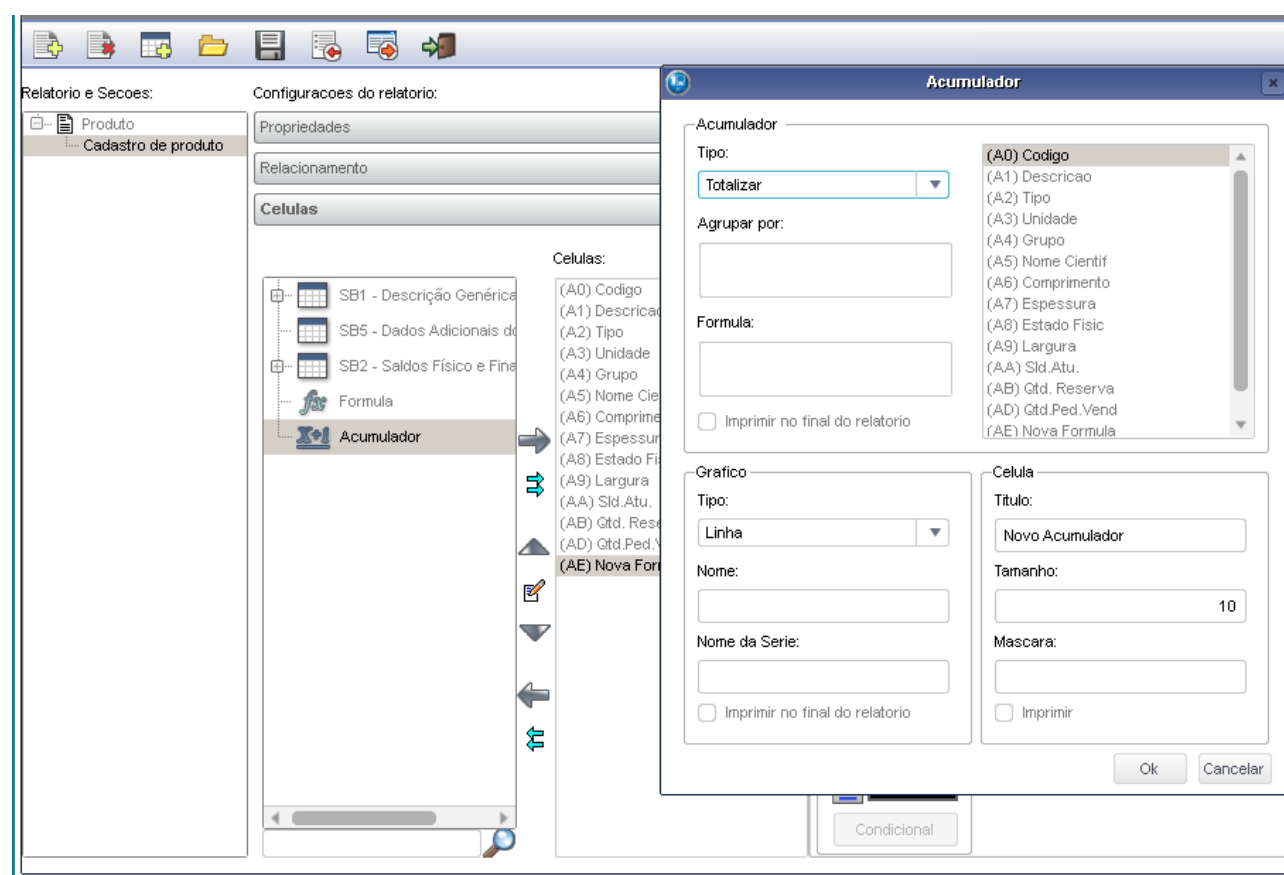 Relatorio e Secoes:
Produto
Cadastro de produto
Configuracoes do relatorio:
Propriedades
Relacionamento
Celulas
SB1 - Descrição Genérica
SB5 - Dados Adicionais do
SB2 - Saldos Físico e Fina
Formula
Acumulador
Celulas:
(A0) Codigo
(A1) Descricao
(A2) Tipo
(A3) Unidade
(A4) Grupo
(A5) Nome Cie
(A6) Comprime
(A7) Espessur
(A8) Estado Fi
(A9) Largura
(AA) Sld.Atu.
(AB) Qtd. Rese
(AD) Qtd.Ped.V
(AE) Nova For
Condicional
Acumulador
Acumulador
Tipo:
Totalizar
Agrupar por:
Formula:
Imprimir no final do relatorio
(A0) Codigo
(A1) Descricao
(A2) Tipo
(A3) Unidade
(A4) Grupo
(A5) Nome Cientif
(A6) Comprimento
(A7) Espessura
(A8) Estado Fisic
(A9) Largura
(AA) Sld.Atu.
(AB) Qtd. Reserva
(AD) Qtd.Ped.Vend
(AE) Nova Formula
Grafico
Tipo:
Linha
Nome:
Nome da Serie:
Imprimir no final do relatorio
Celula
Titulo:
Novo Acumulador
Tamanho:
10
Mascara:
Imprimir
Ok
Cancelar